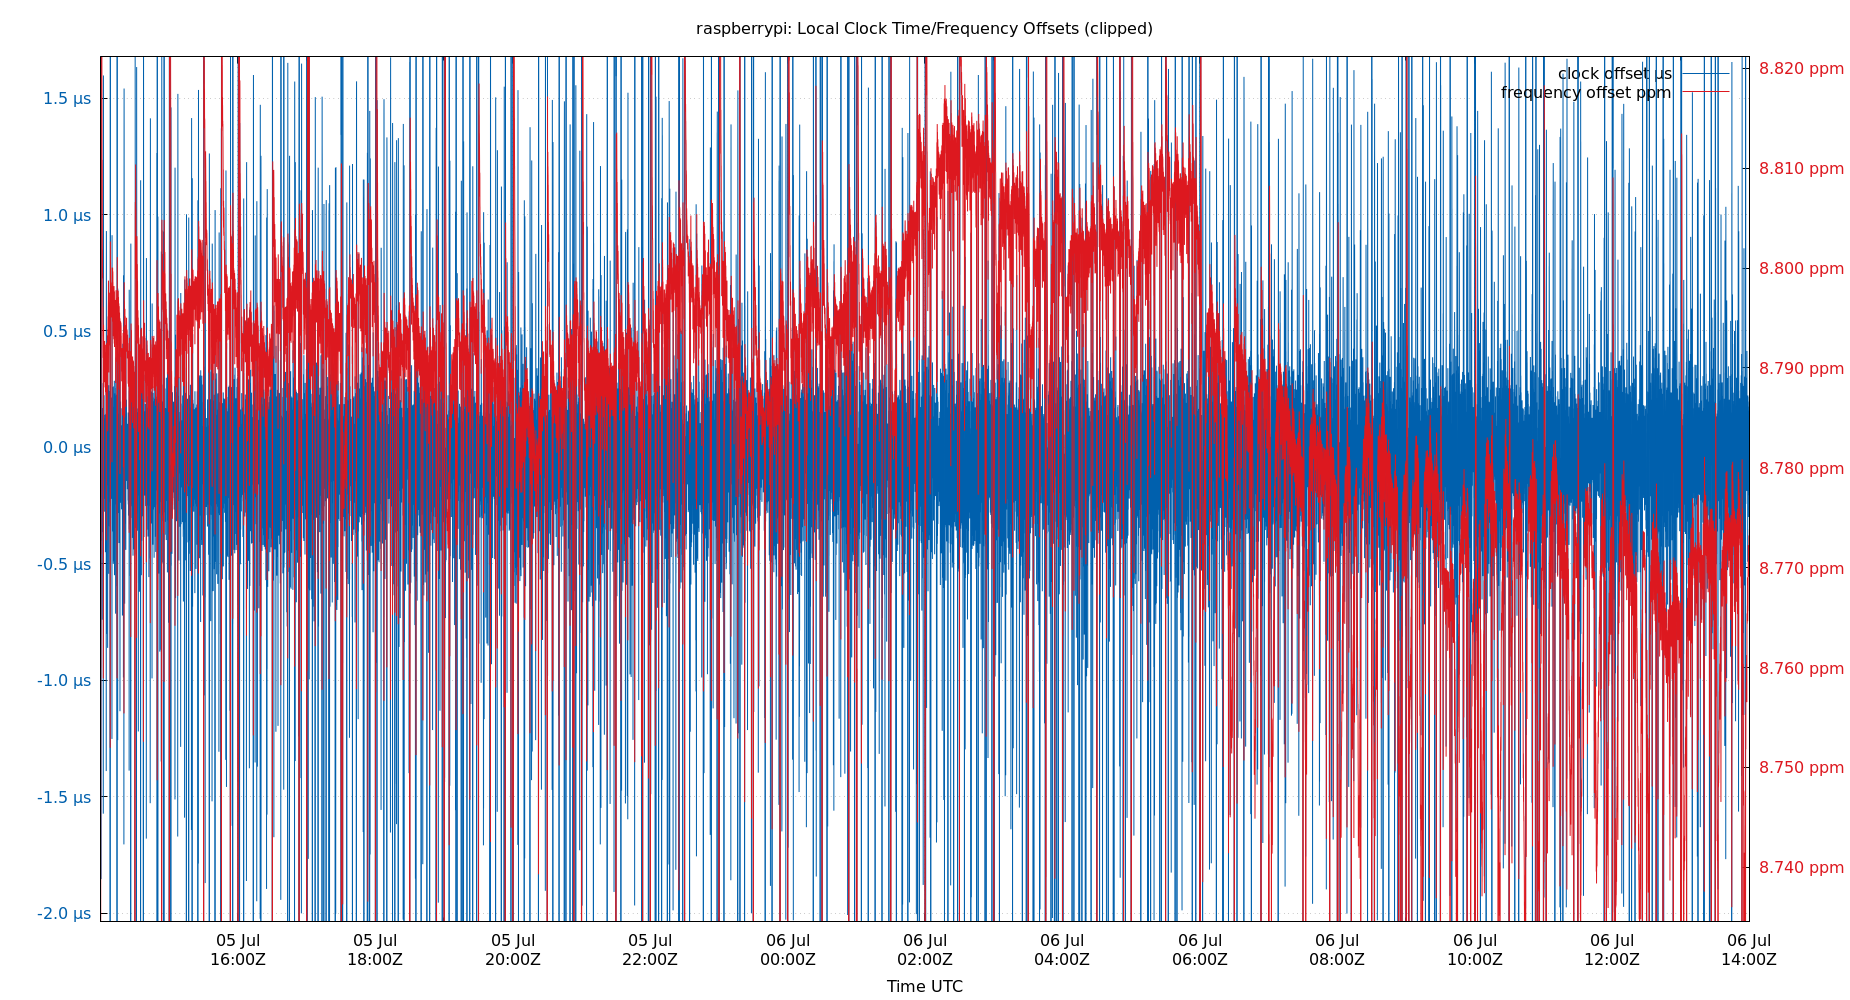 raspberrypi: Local Clock Time/Frequency Offsets (clipped)
clock offset µs
frequency offset ppm
1.5 µs
1.0 µs
0.5 µs
0.0 µs
-0.5 µs
-1.0 µs
-1.5 µs
-2.0 µs
8.820 ppm
8.810 ppm
8.800 ppm
8.790 ppm
8.780 ppm
8.770 ppm
8.760 ppm
8.750 ppm
8.740 ppm
05 Jul 05 Jul 05 Jul 05 Jul 06 Jul 06 Jul 06 Jul 06 Jul 06 Jul 06 Jul 06 Jul 06 Jul
16:00Z 18:00Z 20:00Z 22:00Z 00:00Z 02:00Z 04:00Z 06:00Z 08:00Z 10:00Z 12:00Z 14:00Z
Time UTC